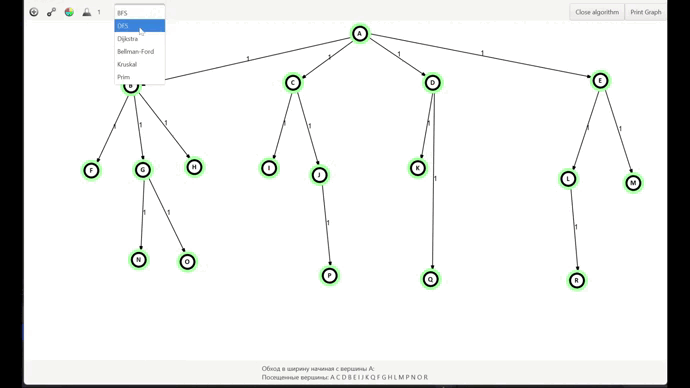 1
BFS
DFS
Dijkstra
Bellman-Ford
Kruskal
Prim
Close algorithm
Print Graph
A
1
1
1
1
B
C
D
E
1
1
1
1
1
1
1
1
1
F
G
H
I
J
K
L
M
1
1
1
1
N
O
P
Q
R
Обход в ширину начиная с вершины A:
Посещенные вершины: A C D B E I J K Q F G H L M P N O R